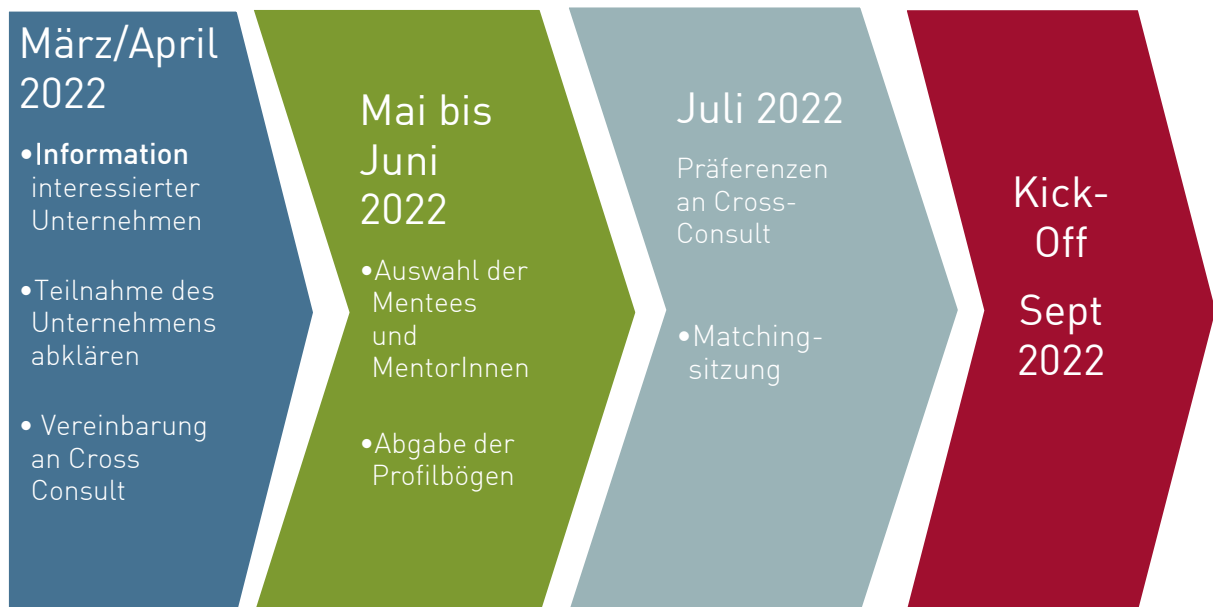 März/April
2022
•Information
interessierter
Unternehmen
•Teilnahme des
Unternehmens
abklären
• Vereinbarung
an Cross
Consult
Mai bis
Juni
2022
•Auswahl der
Mentees
und
MentorInnen
•Abgabe der
Profilbögen
Juli 2022
Präferenzen
an Cross-
Consult
•Matching-
sitzung
Kick-
Off
Sept
2022